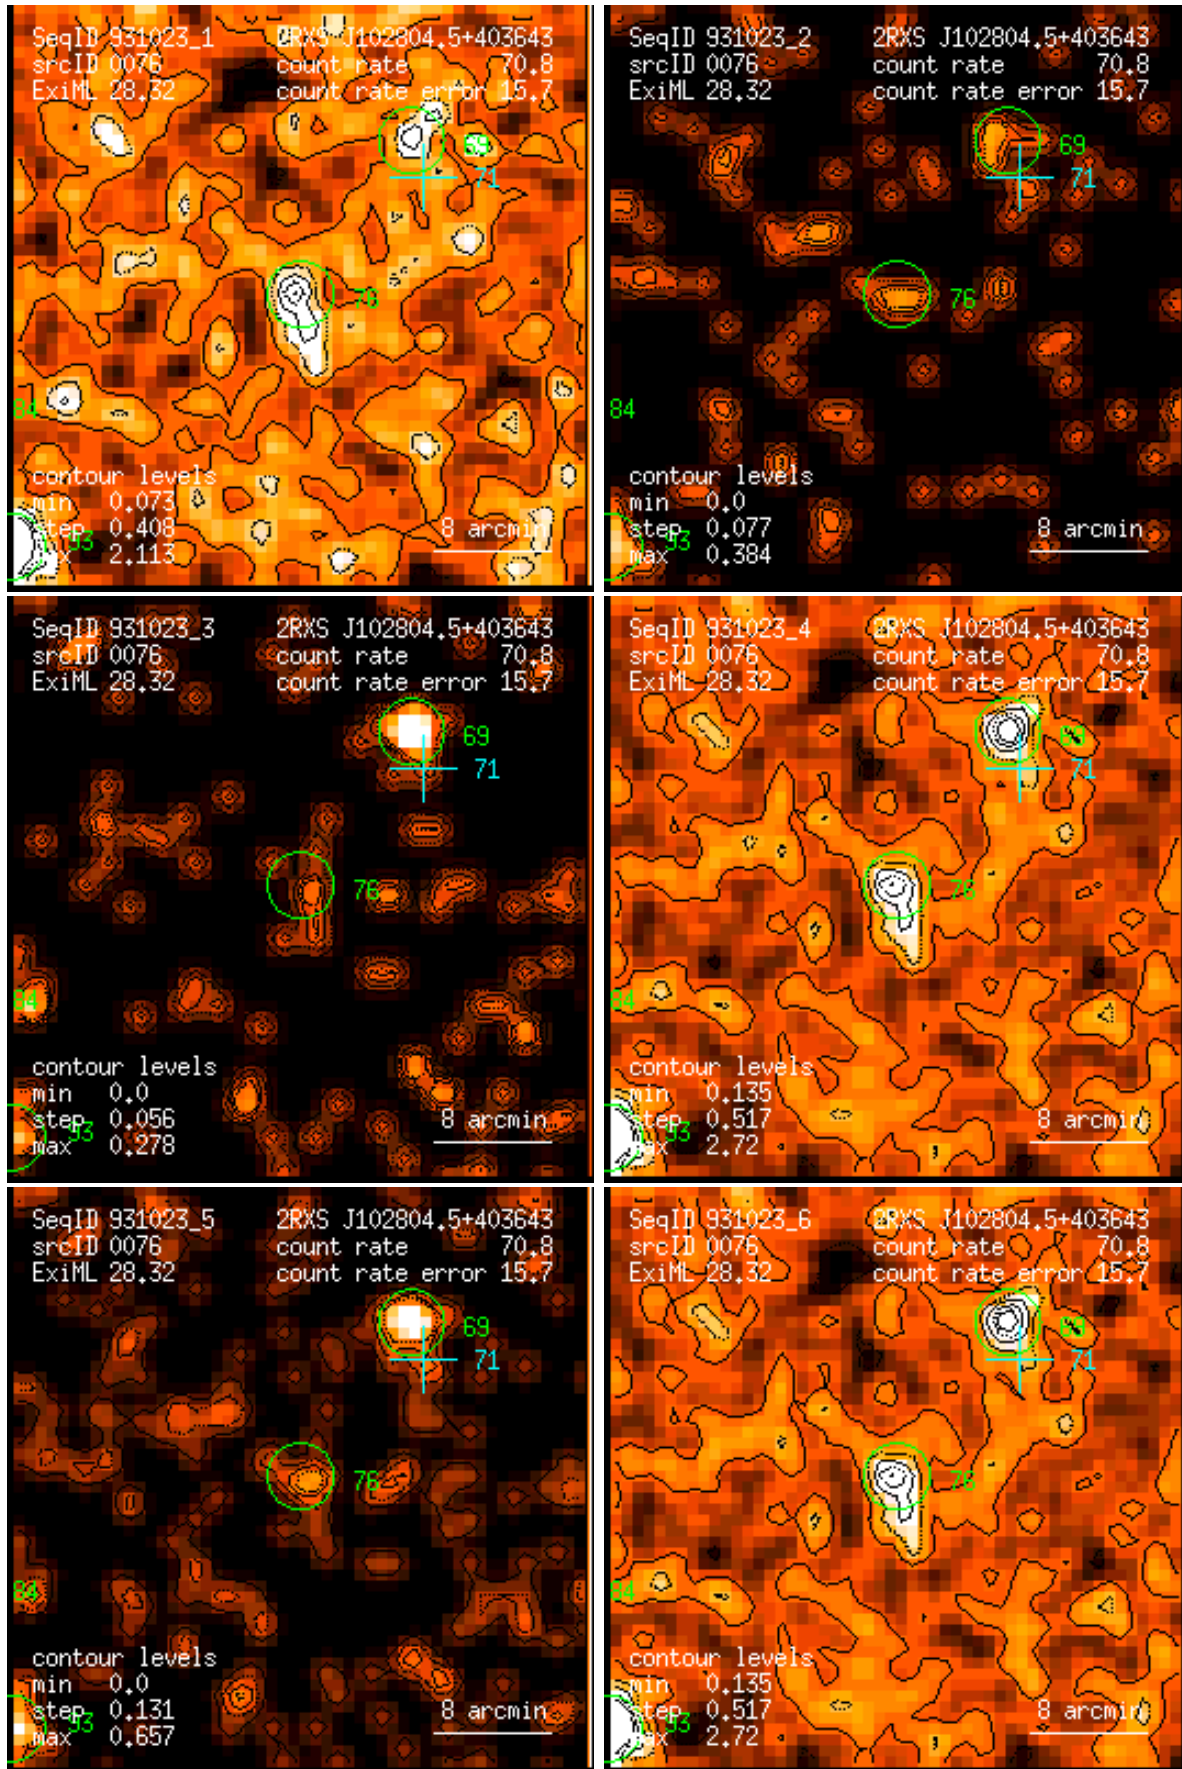 SeqID 931023_1 2RXS J102804.5+403643
srcID 0076 count rate 70.8
ExiML 28.32 count rate error 15.7
69
71
76
84
contour levels
min 0.073
step 0.408 8 arcmin
93
max 2.113
SeqID 931023_2 2RXS J102804.5+403643
srcID 0076 count rate 70.8
ExiML 28.32 count rate error 15.7
69
71
76
84
contour levels
min 0.0
step 0.077 8 arcmin
93
max 0.384
SeqID 931023_3 2RXS J102804.5+403643
srcID 0076 count rate 70.8
ExiML 28.32 count rate error 15.7
69
71
76
84
contour levels
min 0.0
step 0.056 8 arcmin
93
max 0.278
SeqID 931023_4 2RXS J102804.5+403643
srcID 0076 count rate 70.8
ExiML 28.32 count rate error 15.7
69
71
76
84
contour levels
min 0.135
step 0.517 8 arcmin
93
max 2.72
SeqID 931023_5 2RXS J102804.5+403643
srcID 0076 count rate 70.8
ExiML 28.32 count rate error 15.7
69
71
76
84
contour levels
min 0.0
step 0.131 8 arcmin
93
max 0.657
SeqID 931023_6 2RXS J102804.5+403643
srcID 0076 count rate 70.8
ExiML 28.32 count rate error 15.7
69
71
76
84
contour levels
min 0.135
step 0.517 8 arcmin
93
max 2.72